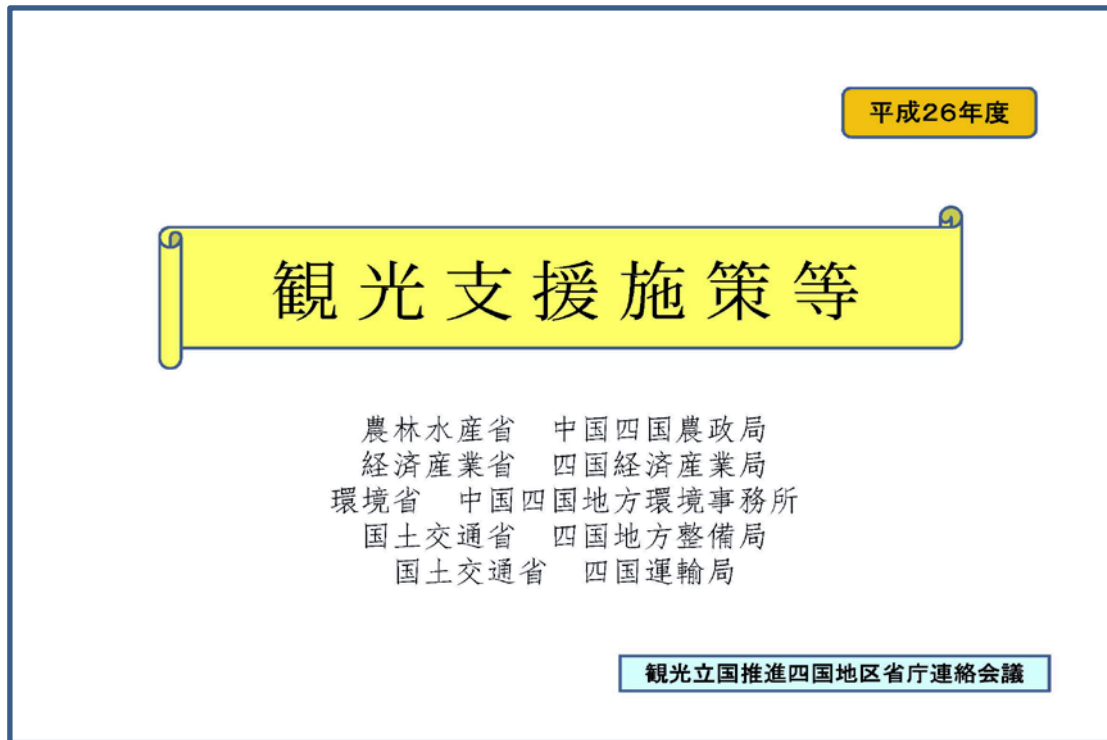 平成26年度
観光支援施策等
農林水産省　中国四国農政局
経済産業省　四国経済産業局
環境省　中国四国地方環境事務所
国土交通省　四国地方整備局
国土交通省　四国運輸局
観光立国推進四国地区省庁連絡会議